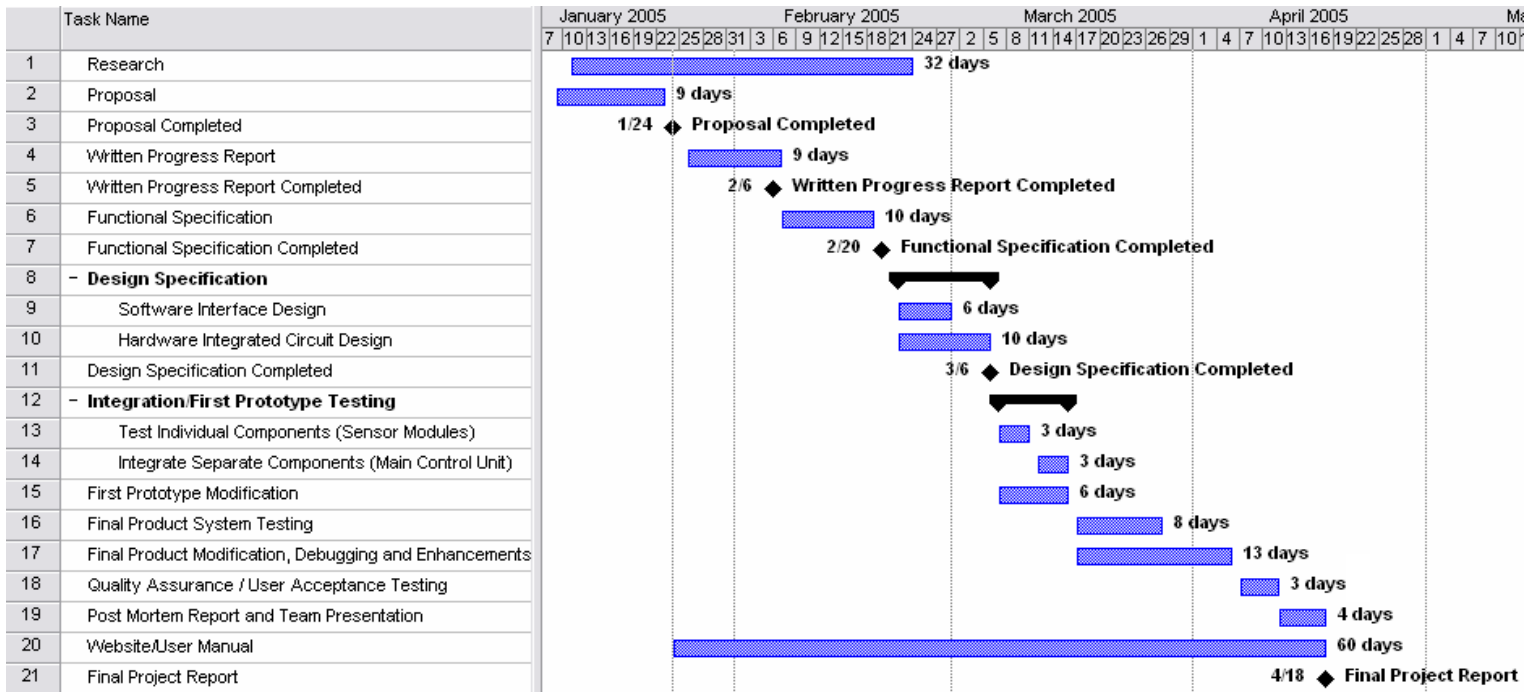 Task Name January 2005 February 2005 March 2005 April 2005 Ma
7 10 13 16 19 22 25 28 31 3 6 9 12 15 18 21 24 27 2 5 8 11 14 17 20 23 26 29 1 4 7 10 13 16 19 22 25 28 1 4 7 10 1
1 Research 32 days
2 Proposal 9 days
3 Proposal Completed 1/24 Proposal Completed
4 Written Progress Report 9 days
5 Written Progress Report Completed 2/6 Written Progress Report Completed
6 Functional Specification 10 days
7 Functional Specification Completed 2/20 Functional Specification Completed
8 − Design Specification
9 Software Interface Design 6 days
10 Hardware Integrated Circuit Design 10 days
11 Design Specification Completed 3/6 Design Specification Completed
12 − Integration/First Prototype Testing
13 Test Individual Components (Sensor Modules) 3 days
14 Integrate Separate Components (Main Control Unit) 3 days
15 First Prototype Modification 6 days
16 Final Product System Testing 8 days
17 Final Product Modification, Debugging and Enhancements 13 days
18 Quality Assurance / User Acceptance Testing 3 days
19 Post Mortem Report and Team Presentation 4 days
20 Website/User Manual 60 days
21 Final Project Report 4/18 Final Project Report